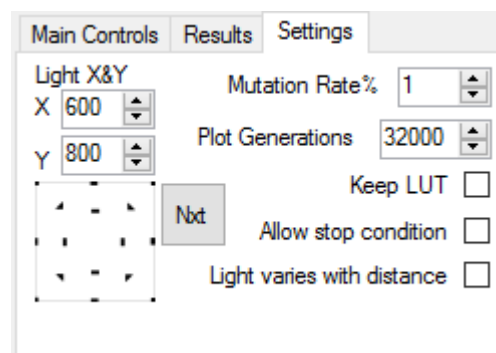 Main Controls Results Settings
Light X&Y
Mutation Rate% 1
X 600
Plot Generations 32000
Y 800
Keep LUT
Nxt
Allow stop condition
Light varies with distance